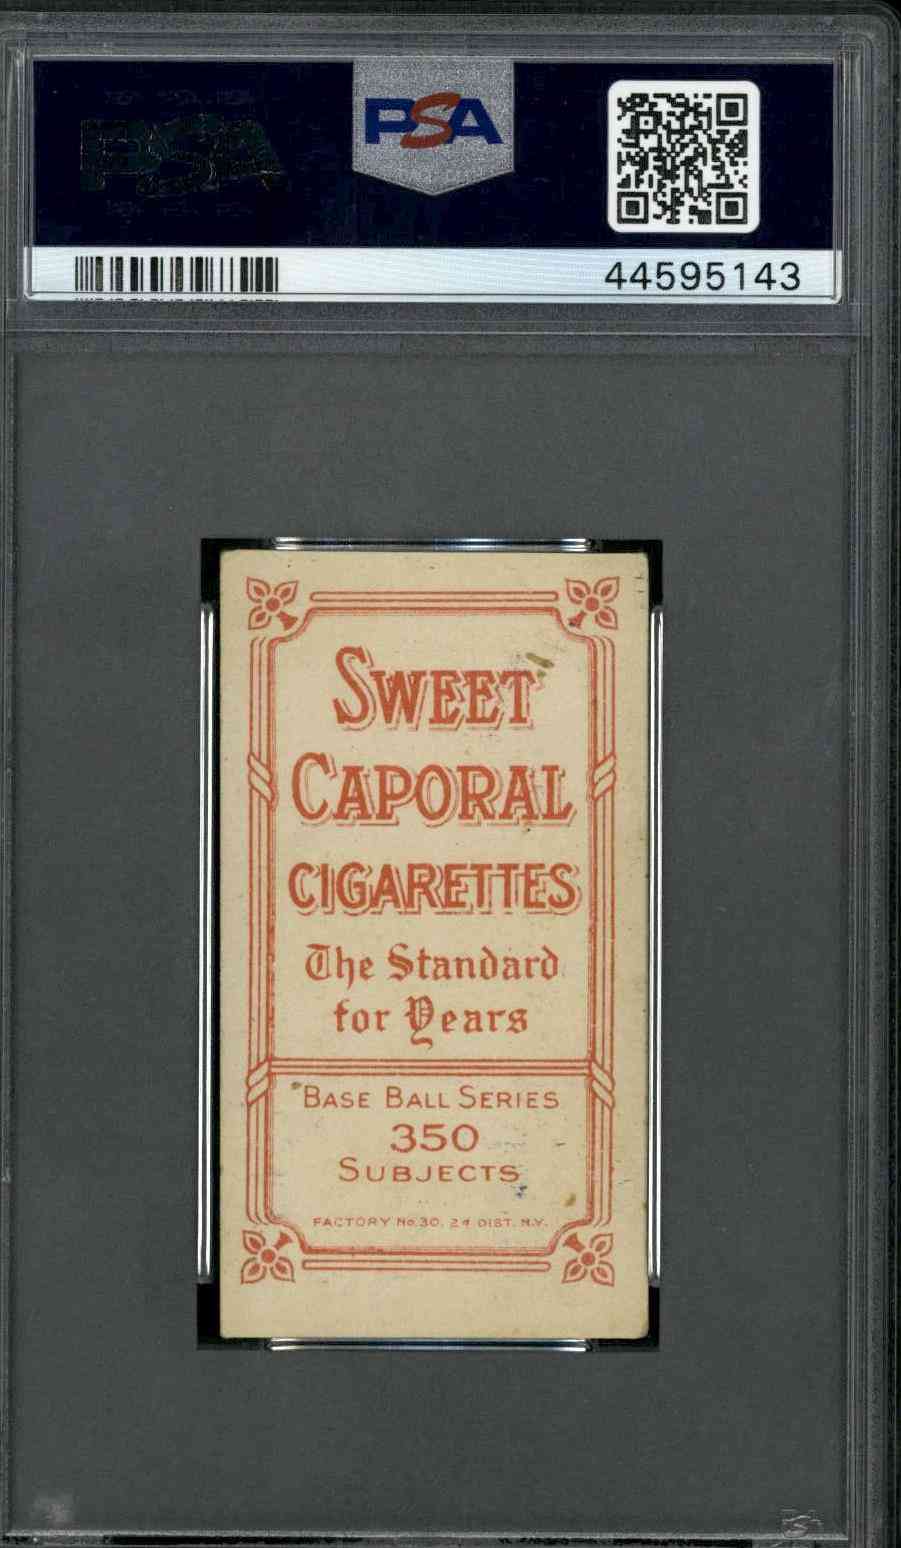 PSA
PSA
44595143
SWEET
CAPORAL
CIGARETTES
The Standard
for Years
BASE BALL SERIES
350
SUBJECTS
FACTORY No. 30, 2d DIST. N.Y.